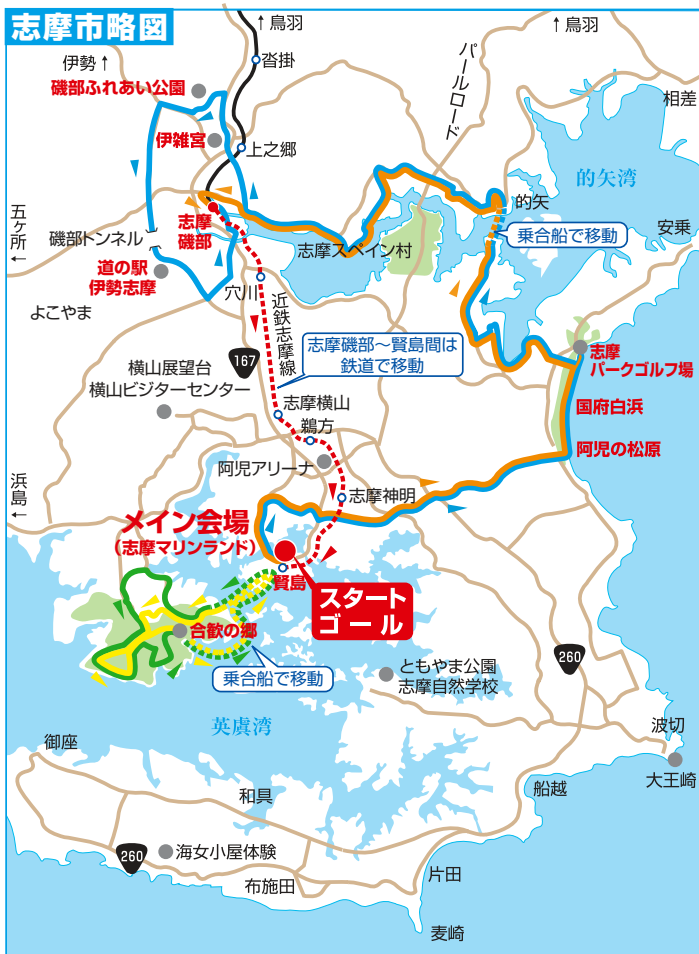 志摩市略図
↑鳥羽
↑鳥羽
伊勢↑
沓掛
パールロード
磯部ふれあい公園
相差
伊雑宮
上之郷
的矢湾
五ヶ所
←
志摩
磯部
的矢
安乗
乗合船で移動
磯部トンネル
志摩スペイン村
道の駅
伊勢志摩
穴川
よこやま
近鉄志摩線
志摩磯部〜賢島間は
鉄道で移動
志摩
パークゴルフ場
167
横山展望台
横山ビジターセンター
国府白浜
志摩横山
鵜方
阿児の松原
阿児アリーナ
浜島
←
志摩神明
メイン会場
(志摩マリンランド)
賢島
スタート
ゴール
合歓の郷
乗合船で移動
260
ともやま公園
志摩自然学校
英虞湾
波切
御座
大王崎
船越
和具
260
海女小屋体験
布施田
片田
麦崎